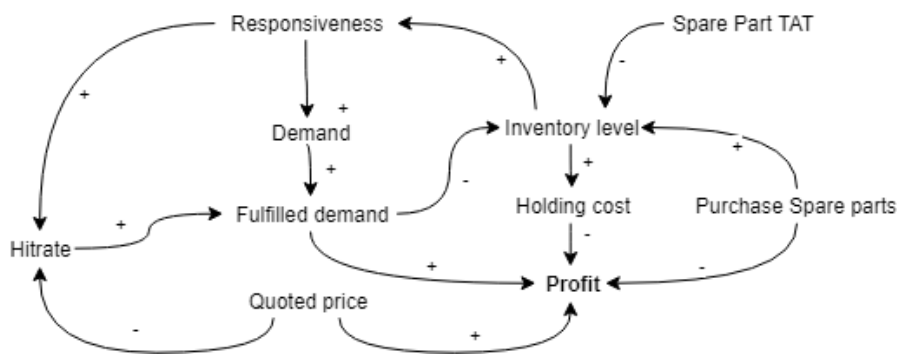 Responsiveness
Spare Part TAT
+
-
+
+
Demand
Inventory level
+
+
+
-
+
Fulfilled demand
Holding cost
Purchase Spare parts
+
Hitrate
-
+
-
Profit
Quoted price
-
+